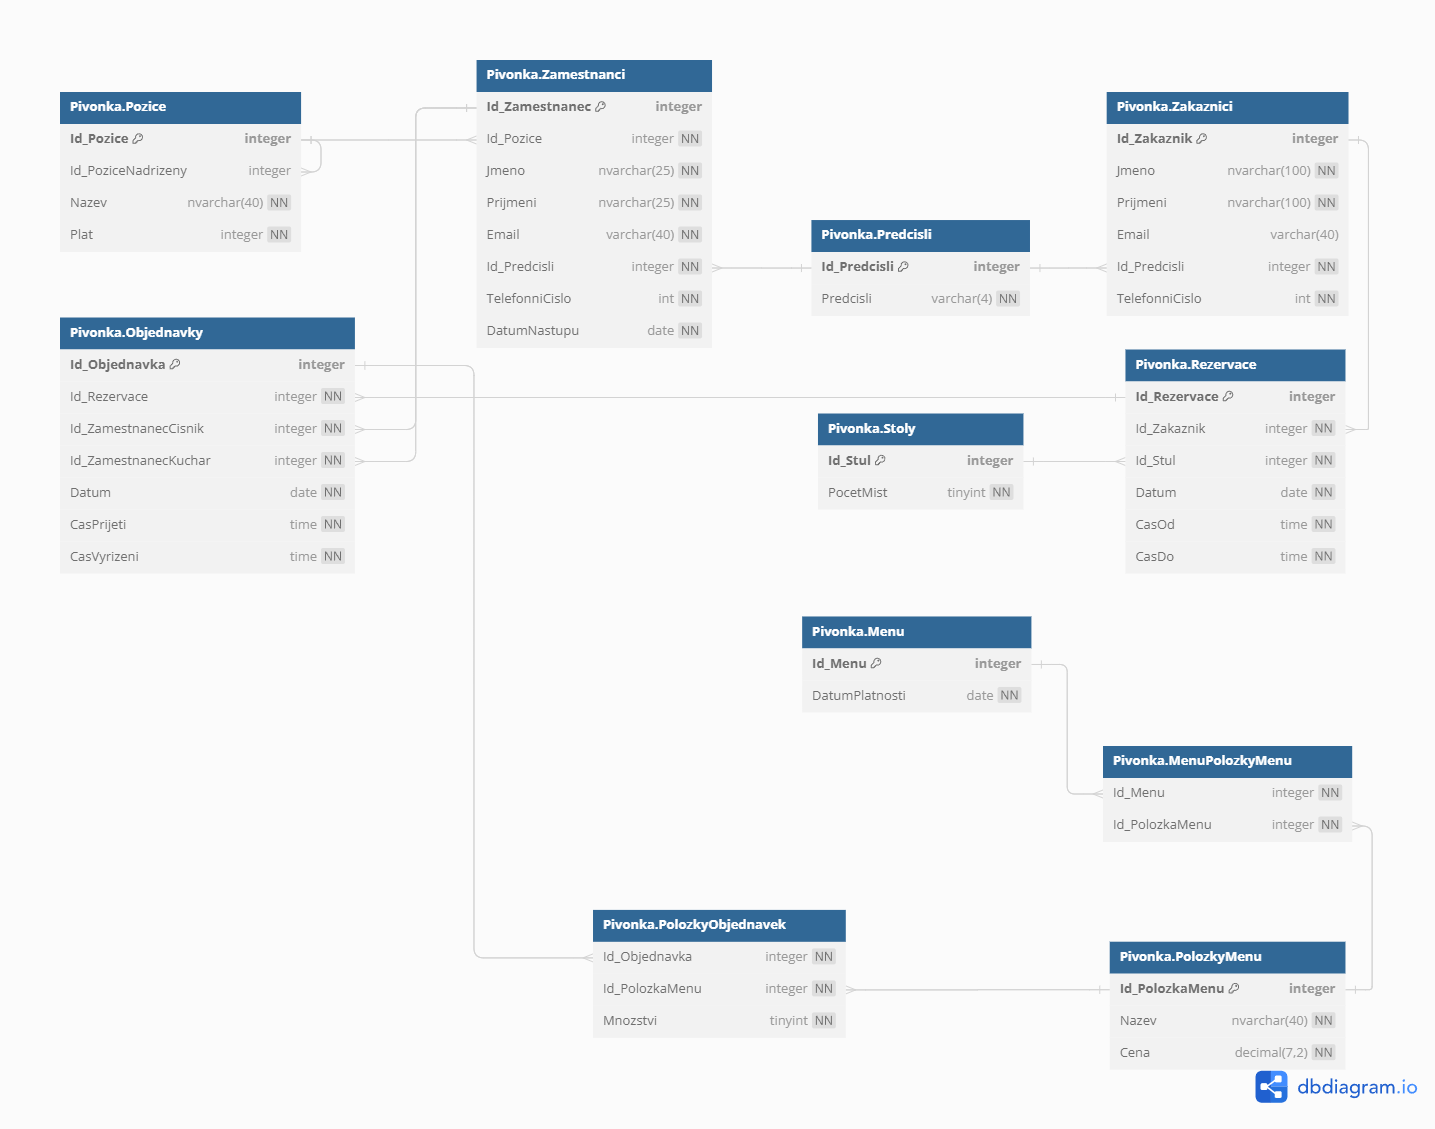 Pivonka.Pozice
Id_Pozice integer
Id_PoziceNadrizeny integer
Nazev nvarchar(40) NN
Plat integer NN
Pivonka.Zamestnanci
Id_Zamestnanec integer
Id_Pozice integer NN
Jmeno nvarchar(25) NN
Prijmeni nvarchar(25) NN
Email varchar(40) NN
Id_Predcisli integer NN
TelefonniCislo int NN
DatumNastupu date NN
Pivonka.Predcisli
Id_Predcisli integer
Predcisli varchar(4) NN
Pivonka.Zakaznici
Id_Zakaznik integer
Jmeno nvarchar(100) NN
Prijmeni nvarchar(100) NN
Email varchar(40)
Id_Predcisli integer NN
TelefonniCislo int NN
Pivonka.Objednavky
Id_Objednavka integer
Id_Rezervace integer NN
Id_ZamestnanecCisnik integer NN
Id_ZamestnanecKuchar integer NN
Datum date NN
CasPrijeti time NN
CasVyrizeni time NN
Pivonka.Stoly
Id_Stul integer
PocetMist tinyint NN
Pivonka.Rezervace
Id_Rezervace integer
Id_Zakaznik integer NN
Id_Stul integer NN
Datum date NN
CasOd time NN
CasDo time NN
Pivonka.Menu
Id_Menu integer
DatumPlatnosti date NN
Pivonka.MenuPolozkyMenu
Id_Menu integer NN
Id_PolozkaMenu integer NN
Pivonka.PolozkyObjednavek
Id_Objednavka integer NN
Id_PolozkaMenu integer NN
Mnozstvi tinyint NN
Pivonka.PolozkyMenu
Id_PolozkaMenu integer
Nazev nvarchar(40) NN
Cena decimal(7,2) NN
dbdiagram.io